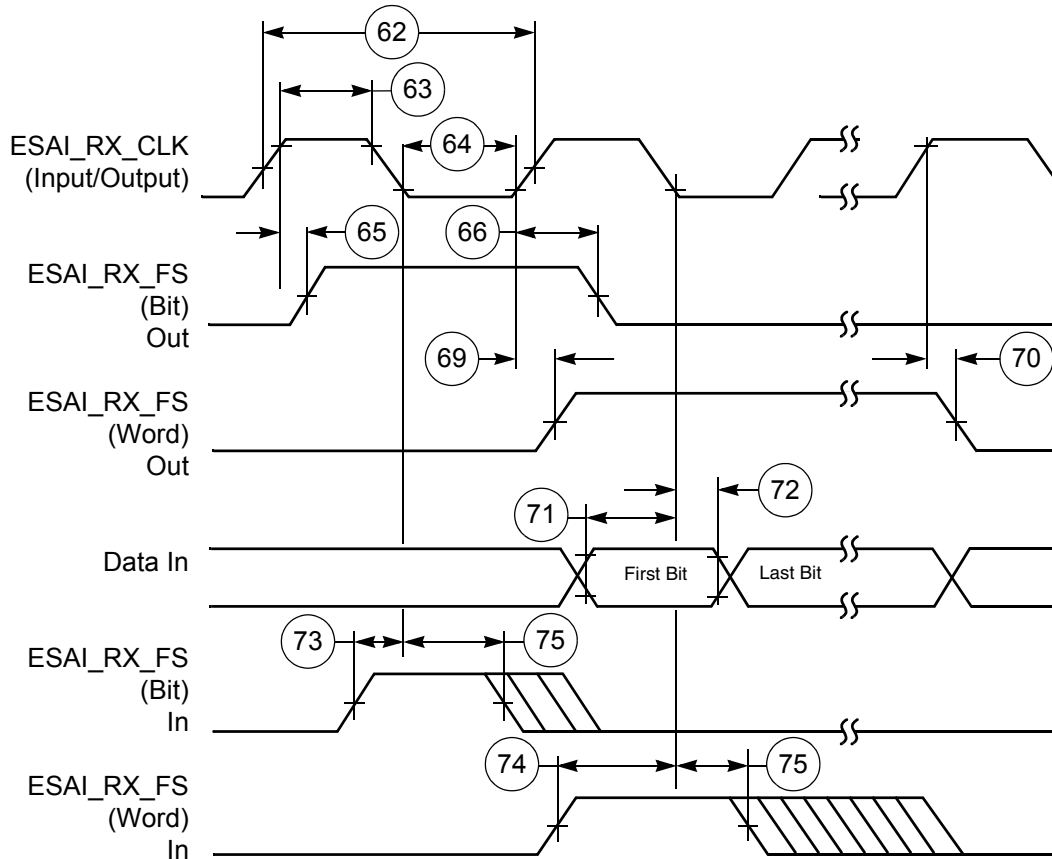 62
63
ESAI_RX_CLK
(Input/Output)
64
65
66
ESAI_RX_FS
(Bit)
Out
69
70
ESAI_RX_FS
(Word)
Out
71
72
Data In
First Bit
Last Bit
73
75
ESAI_RX_FS
(Bit)
In
74
75
ESAI_RX_FS
(Word)
In